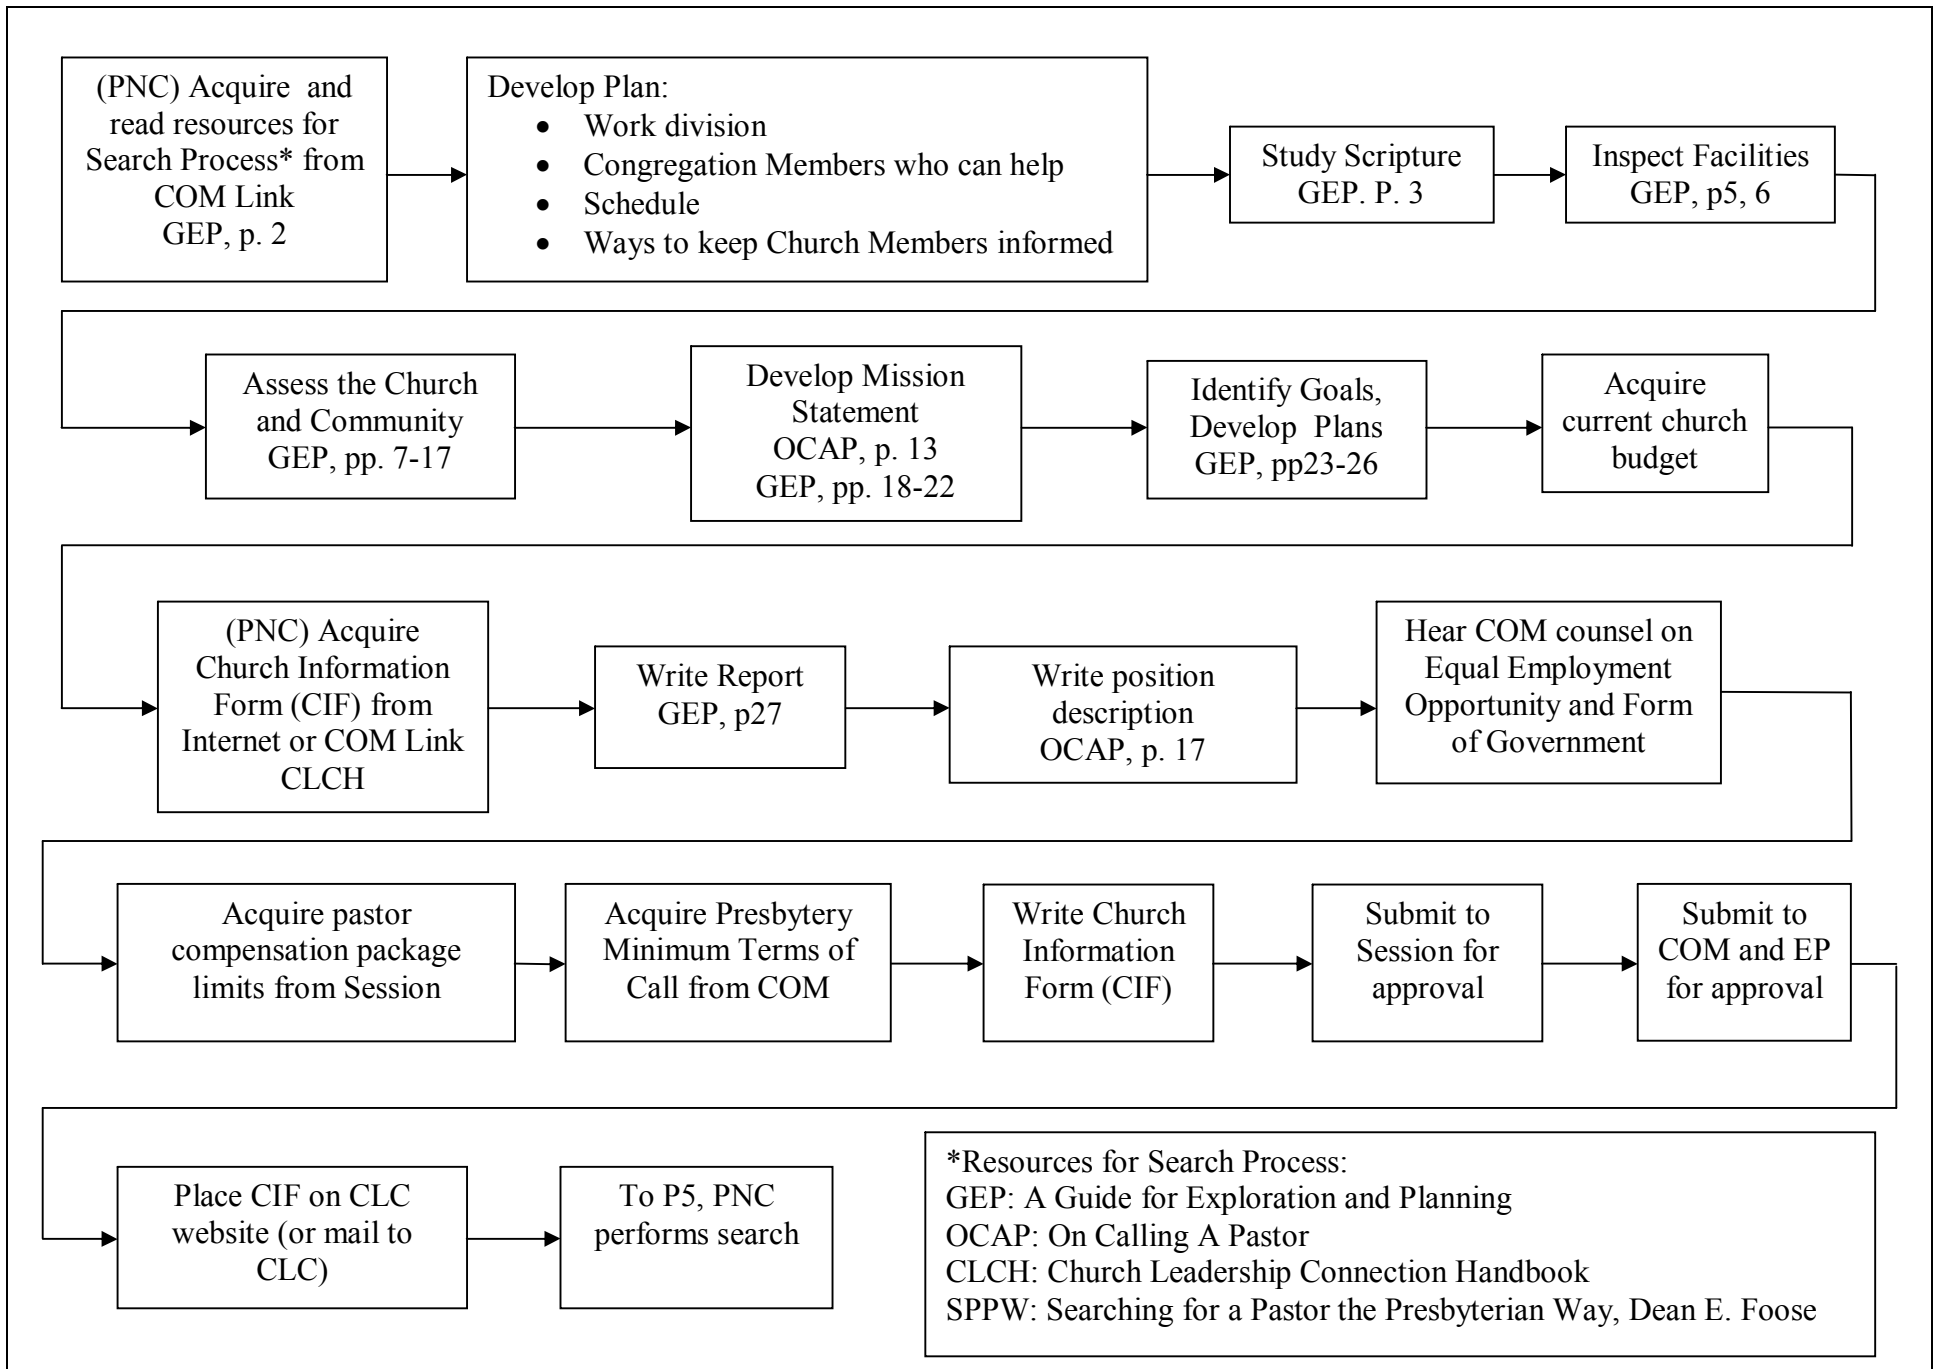 (PNC) Acquire and
read resources for
Search Process* from
COM Link
GEP, p. 2
Develop Plan:
• Work division
• Congregation Members who can help
• Schedule
• Ways to keep Church Members informed
Study Scripture
GEP. P. 3
Inspect Facilities
GEP, p5, 6
Assess the Church
and Community
GEP, pp. 7-17
Develop Mission
Statement
OCAP, p. 13
GEP, pp. 18-22
Identify Goals,
Develop Plans
GEP, pp23-26
Acquire
current church
budget
(PNC) Acquire
Church Information
Form (CIF) from
Internet or COM Link
CLCH
Write Report
GEP, p27
Write position
description
OCAP, p. 17
Hear COM counsel on
Equal Employment
Opportunity and Form
of Government
Acquire pastor
compensation package
limits from Session
Acquire Presbytery
Minimum Terms of
Call from COM
Write Church
Information
Form (CIF)
Submit to
Session for
approval
Submit to
COM and EP
for approval
Place CIF on CLC
website (or mail to
CLC)
To P5, PNC
performs search
*Resources for Search Process:
GEP: A Guide for Exploration and Planning
OCAP: On Calling A Pastor
CLCH: Church Leadership Connection Handbook
SPPW: Searching for a Pastor the Presbyterian Way, Dean E. Foose